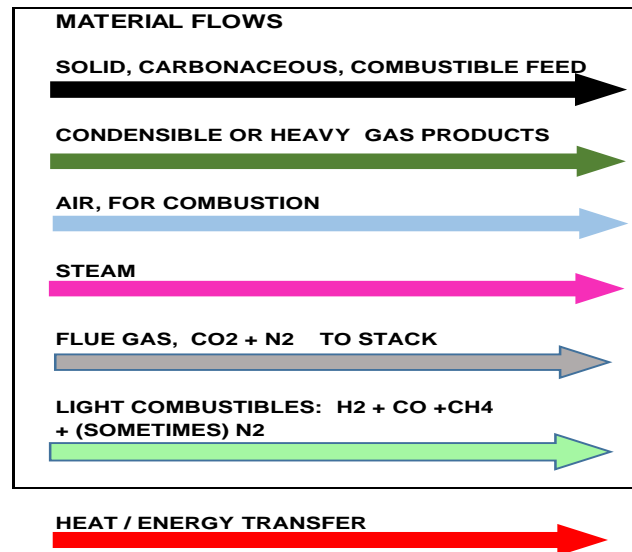 MATERIAL FLOWS
SOLID, CARBONACEOUS, COMBUSTIBLE FEED
CONDENSIBLE OR HEAVY GAS PRODUCTS
AIR, FOR COMBUSTION
STEAM
FLUE GAS, CO2 + N2 TO STACK
LIGHT COMBUSTIBLES: H2 + CO +CH4
+ (SOMETIMES) N2
HEAT / ENERGY TRANSFER